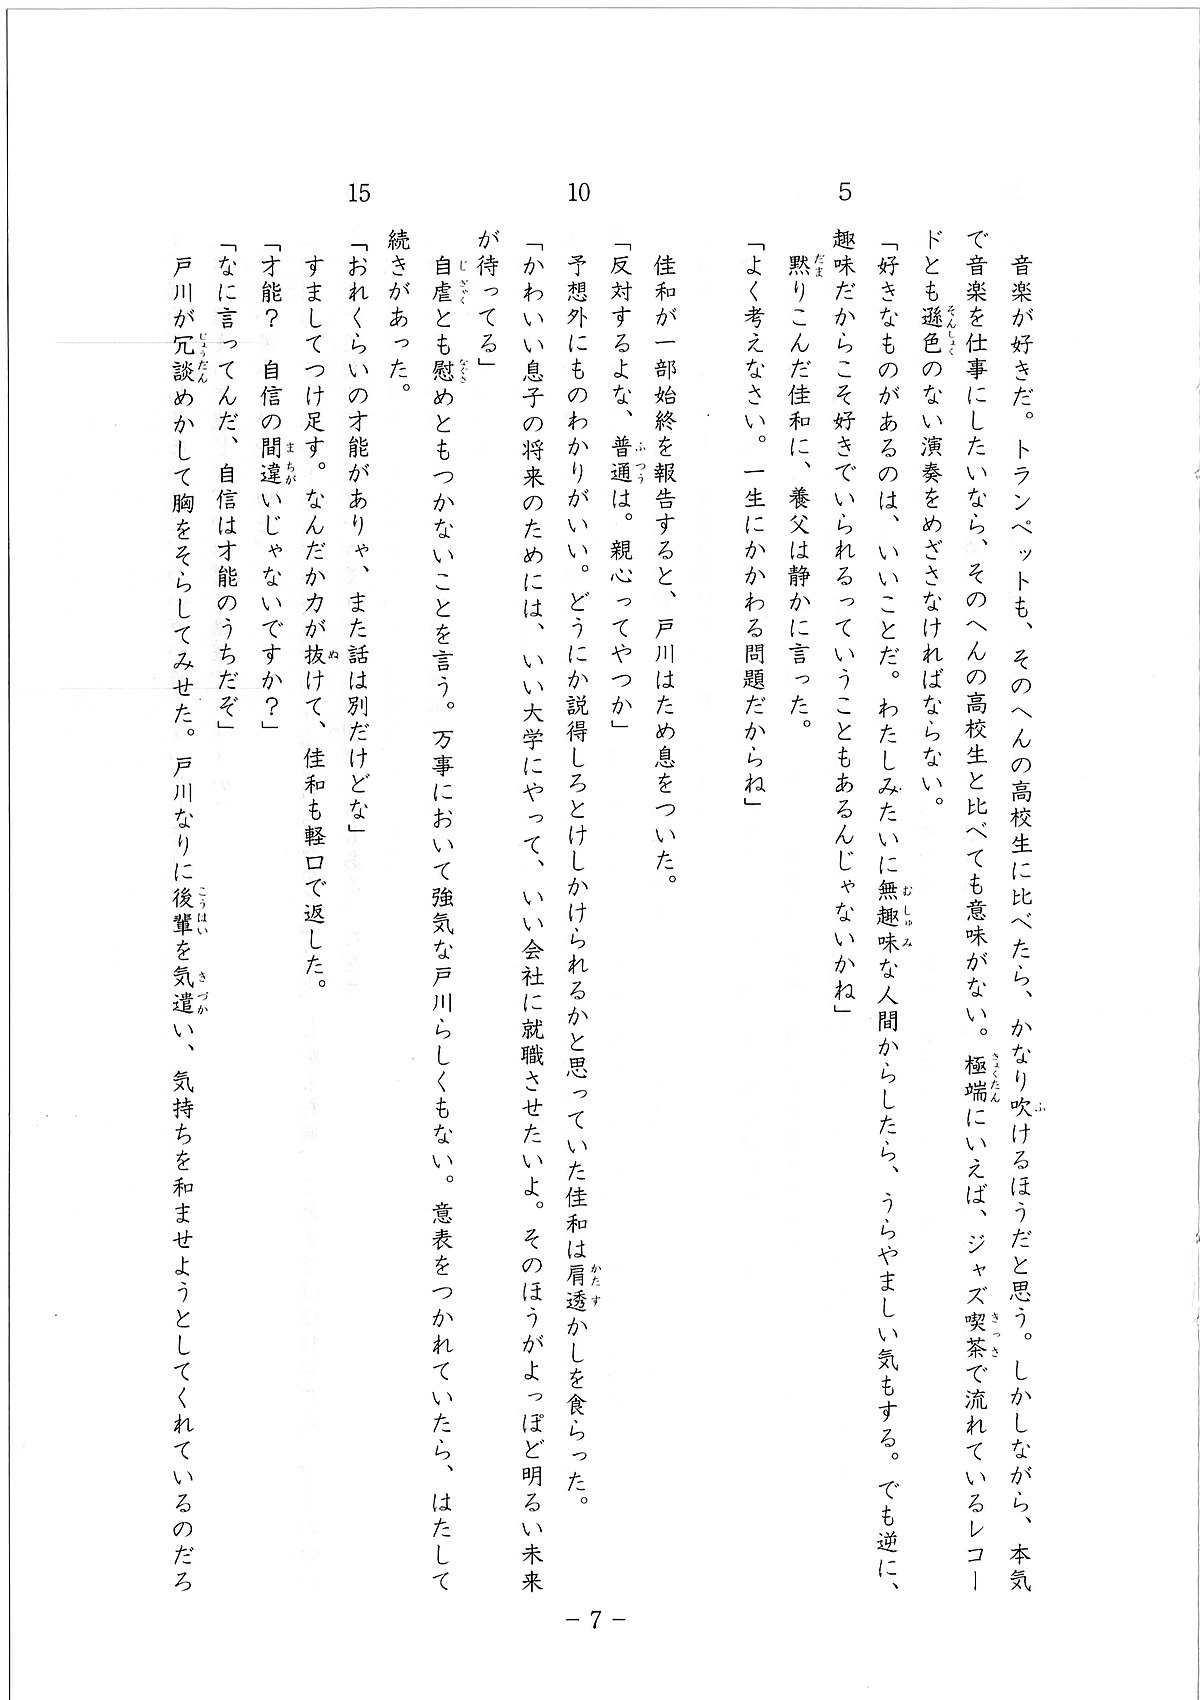 音楽が好きだ。トランペットも、そのへんの高校生に比べたら、かなり吹けるほうだと思う。しかしながら、本気
で音楽を仕事にしたいなら、そのへんの高校生と比べても意味がない。極端にいえば、ジャズ喫茶で流れているレコー
ドとも遜色のない演奏をめざさなければならない。
「好きなものがあるのは、いいことだ。わたしみたいに無趣味な人間からしたら、うらやましい気もする。でも逆に、
5 趣味だからこそ好きでいられるっていうこともあるんじゃないかね」
黙りこんだ佳和に、養父は静かに言った。
「よく考えなさい。一生にかかわる問題だからね」
佳和が一部始終を報告すると、戸川はため息をついた。
「反対するよな、普通は。親心ってやつか」
10 予想外にものわかりがいい。どうにか説得しろとけしかけられるかと思っていた佳和は肩透かしを食らった。
「かわいい息子の将来のためには、いい大学にやって、いい会社に就職させたいよ。そのほうがよっぽど明るい未来
が待ってる」
自虐とも慰めともつかないことを言う。万事において強気な戸川らしくもない。意表をつかれていたら、はたして
続きがあった。
15 「おれくらいの才能がありゃ、また話は別だけどな」
すましてつけ足す。なんだか力が抜けて、佳和も軽口で返した。
「才能？　自信の間違いじゃないですか？」
「なに言ってんだ、自信は才能のうちだぞ」
戸川が冗談めかして胸をそらしてみせた。戸川なりに後輩を気遣い、気持ちを和ませようとしてくれているのだろ
- 7 -